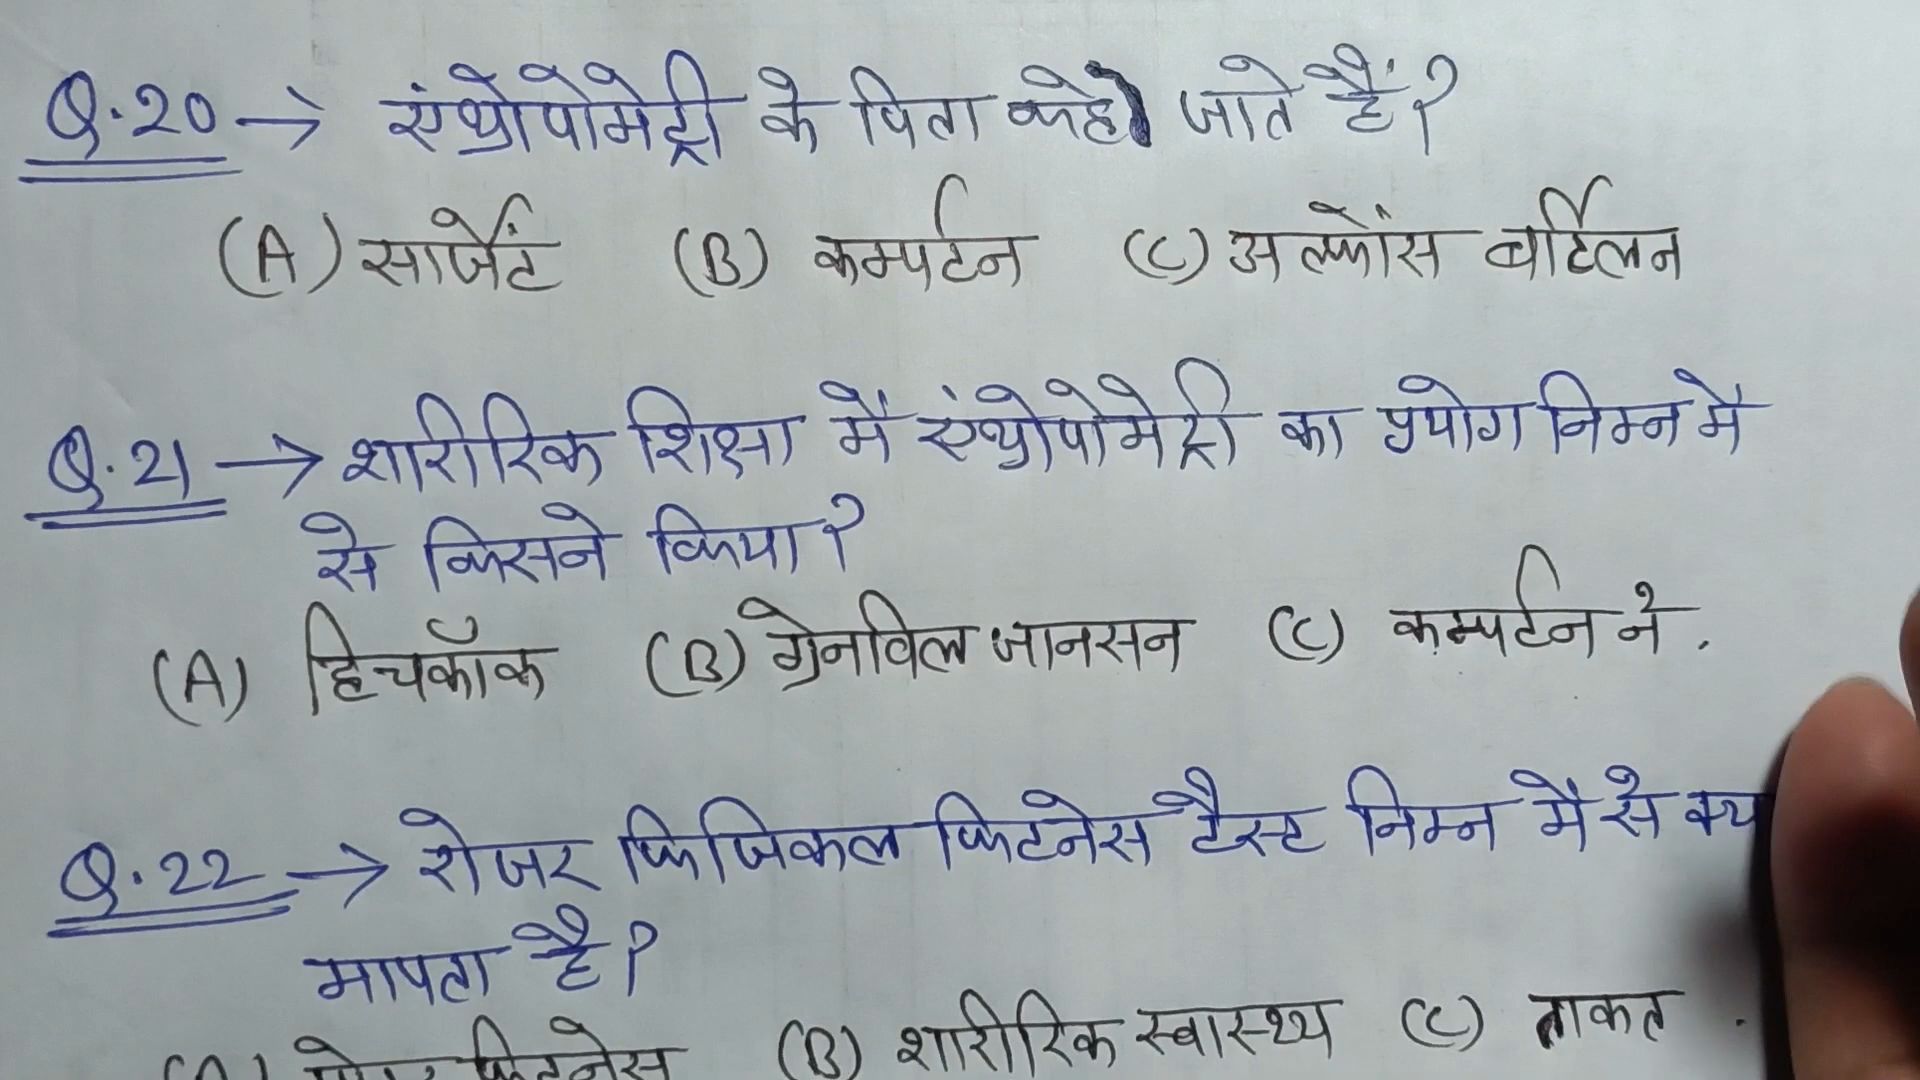 Q.20 → एंथ्रोपोमेट्री के पिता कहे जाते हैं?
(A) सार्जेंट (B) कम्पर्टन (C) अल्फोंस बर्टिलन
Q.21 → शारीरिक शिक्षा में एंथ्रोपोमेट्री का प्रयोग निम्न में
से किसने किया?
(A) हिचकॉक (B) ग्रेनविल जानसन (C) कम्पर्टन ने.
Q.22 → रोजर फिजिकल फिटनेस टैस्ट निम्न में से क्य
मापता है?
(A) फिटनेस (B) शारीरिक स्वास्थ्य (C) ताकत .